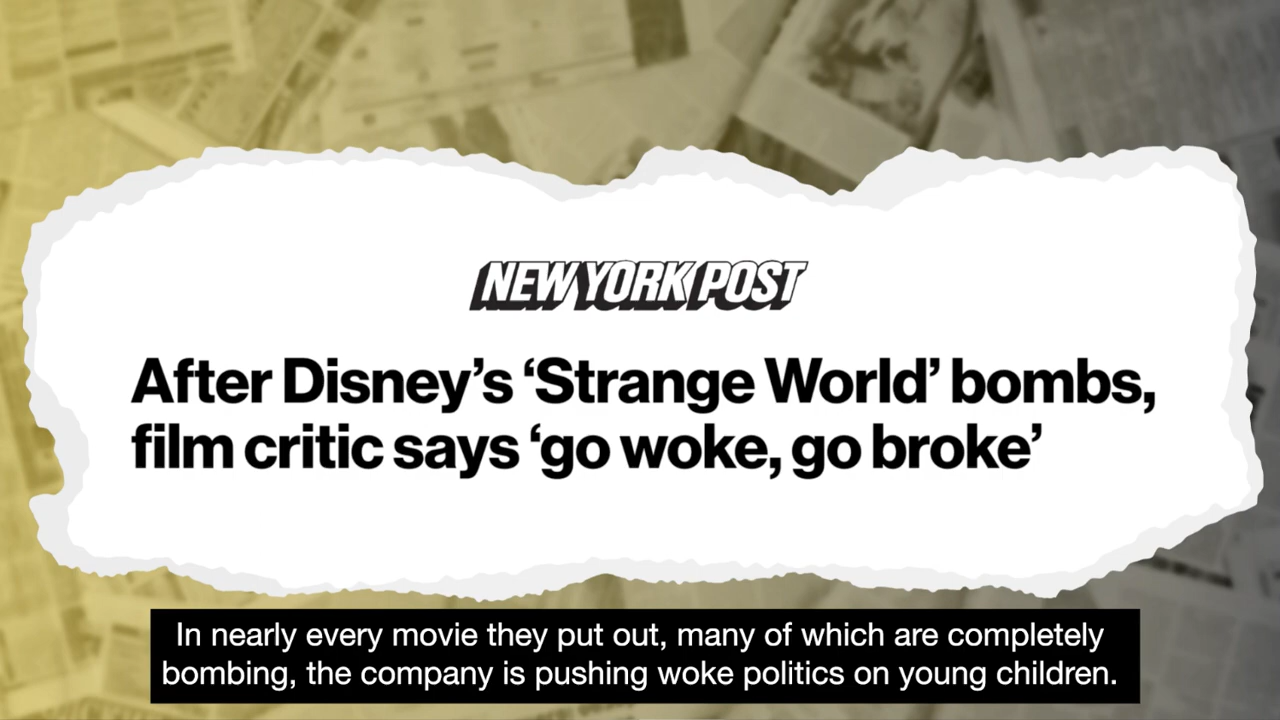 NEW YORK POST
After Disney’s ‘Strange World’ bombs,
film critic says ‘go woke, go broke’
In nearly every movie they put out, many of which are completely
bombing, the company is pushing woke politics on young children.